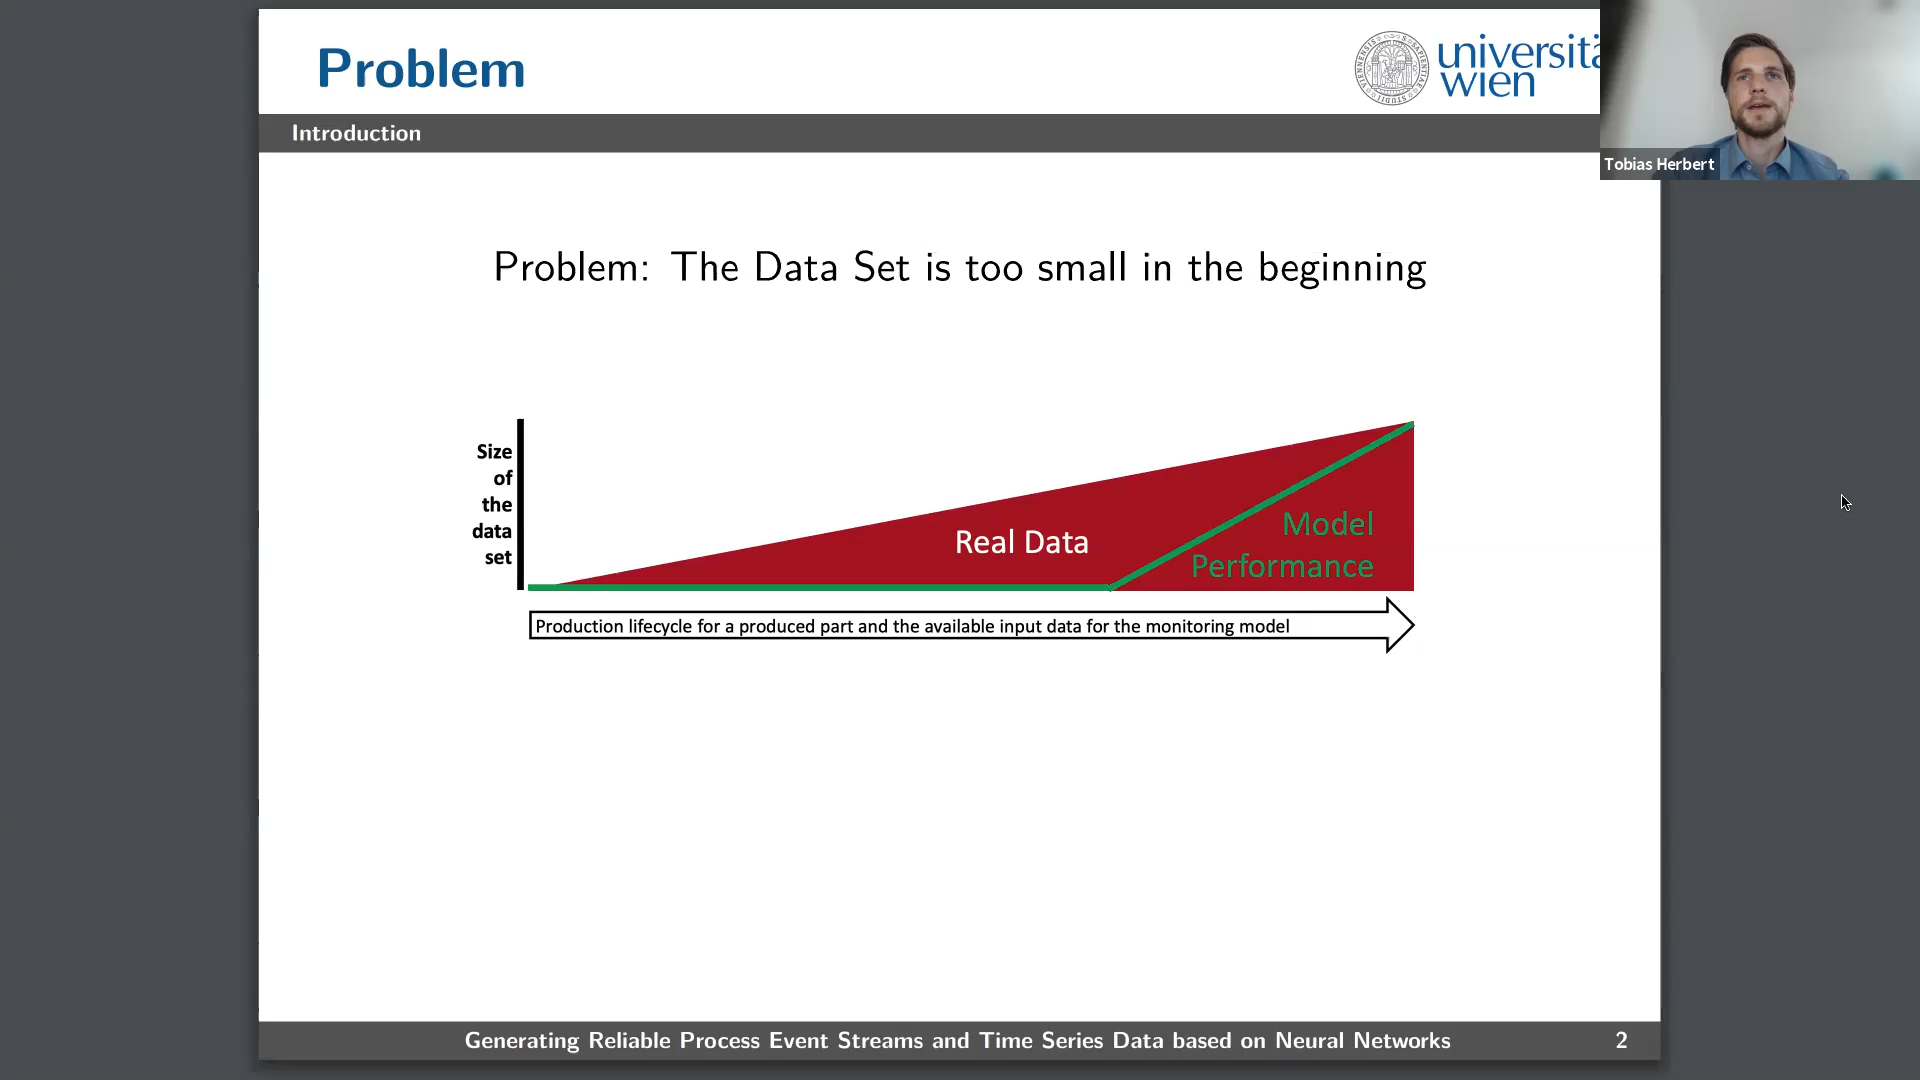 Problem
universitä
wien
Introduction
Tobias Herbert
Problem: The Data Set is too small in the beginning
Size
of
the
data
set
Real Data
Model
Performance
Production lifecycle for a produced part and the available input data for the monitoring model
Generating Reliable Process Event Streams and Time Series Data based on Neural Networks 2